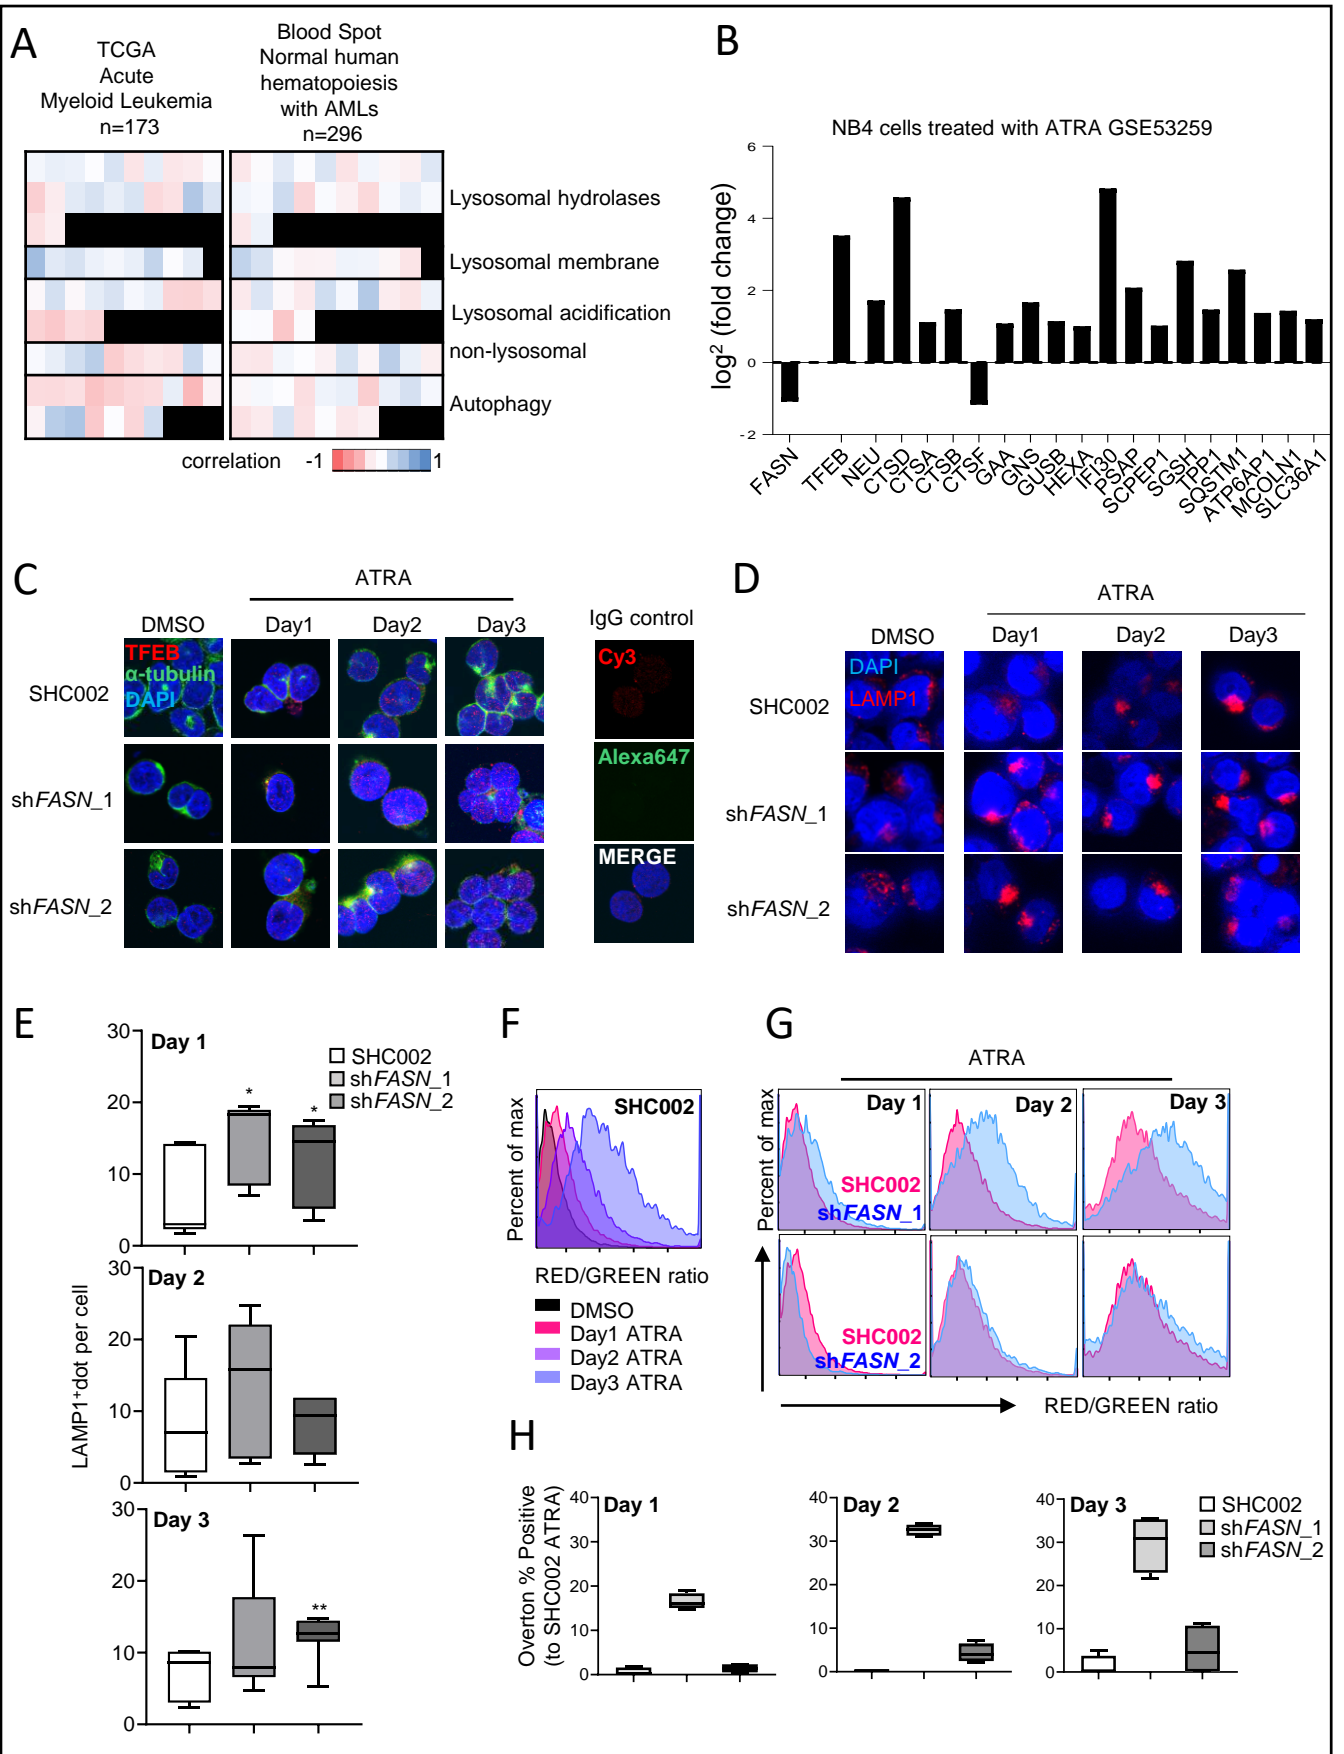 A
TCGA
Acute
Myeloid Leukemia
n=173
Blood Spot
Normal human
hematopoiesis
with AMLs
n=296
Lysosomal hydrolases
Lysosomal membrane
Lysosomal acidification
non-lysosomal
Autophagy
correlation -1 1
B
NB4 cells treated with ATRA GSE53259
log² (fold change)
6
4
2
0
-2
FASN TFEB NEU CTSD CTSA CTSB CTSF GAA GNS GUSB HEXA IFI30 PSAP SCPEP1 SGSH TPP1 SQSTM1 ATP6AP1 MCOLN1 SLC36A1
C
ATRA
DMSO Day1 Day2 Day3 IgG control
TFEB
α-tubulin
DAPI
SHC002
shFASN_1
shFASN_2
Cy3
Alexa647
MERGE
D
ATRA
DMSO Day1 Day2 Day3
DAPI
LAMP1
SHC002
shFASN_1
shFASN_2
E
LAMP1+dot per cell
Day 1
SHC002
shFASN_1
shFASN_2
30
20
10
0
*
*
Day 2
30
20
10
0
Day 3
30
20
10
0
**
F
SHC002
Percent of max
RED/GREEN ratio
DMSO
Day1 ATRA
Day2 ATRA
Day3 ATRA
G
ATRA
Percent of max
Day 1 Day 2 Day 3
SHC002
shFASN_1
SHC002
shFASN_2
RED/GREEN ratio
H
Overton % Positive
(to SHC002 ATRA)
Day 1
40
30
20
10
0
Day 2
40
30
20
10
0
Day 3
40
30
20
10
0
SHC002
shFASN_1
shFASN_2